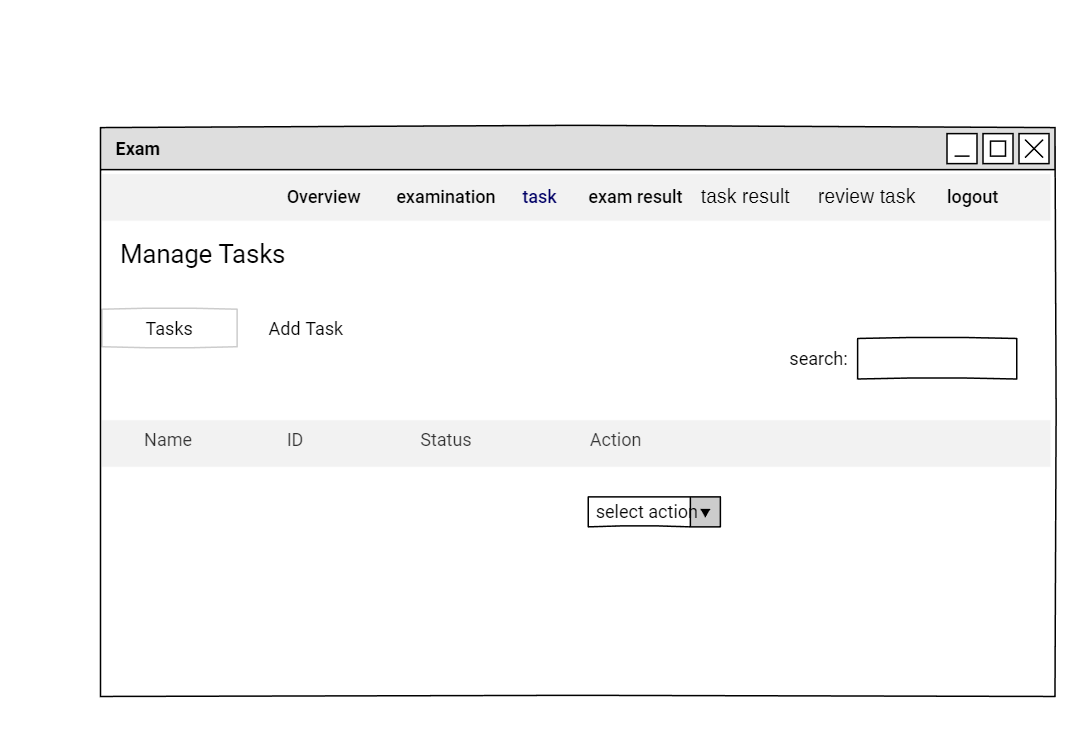 Exam
Overview examination task exam result task result review task logout
Manage Tasks
Tasks Add Task
search:
Name ID Status Action
select action